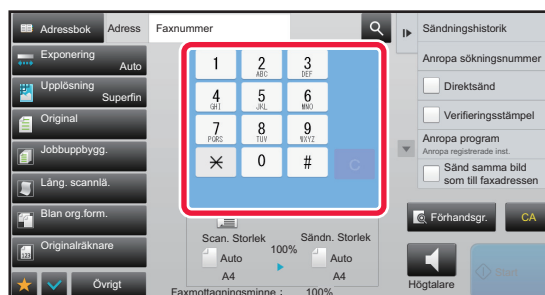 Adressbok
Adress
Faxnummer
Exponering
Auto
Upplösning
Superfin
Original
Jobbuppbygg.
Lång. scannlä.
Blan org.form.
Originalräknare
Övrigt
1
2
ABC
3
DEF
4
GHI
5
JKL
6
MNO
7
PQRS
8
TUV
9
WXYZ
0
#
C
Scan. Storlek
100%
Sändn. Storlek
Auto
A4
Auto
A4
Faxmottagningsminne : 100%
Sändningshistorik
Anropa sökningsnummer
Direktsänd
Verifieringsstämpel
Anropa program
Anropa registrerade inst.
Sänd samma bild
som till faxadressen
Förhandsgr.
CA
Högtalare
Start